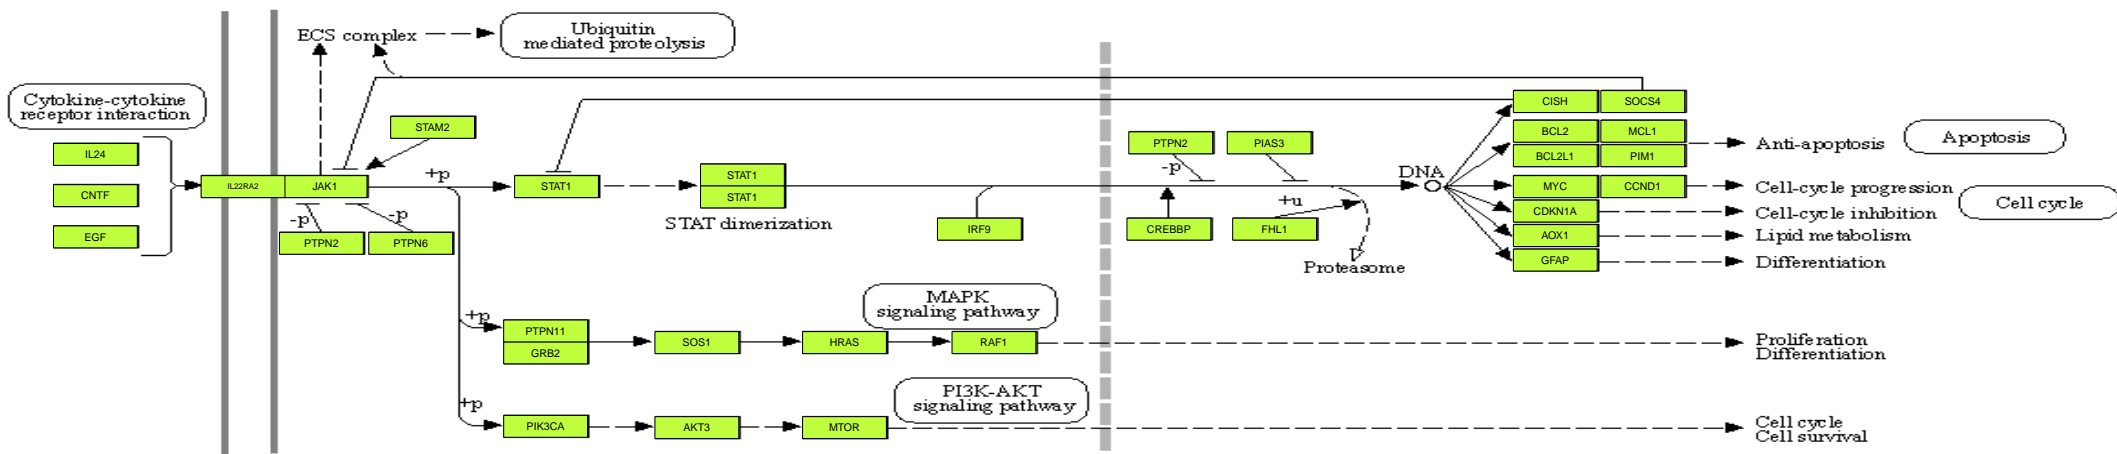 ECS complex
Ubiquitin
mediated proteolysis
Cytokine-cytokine
receptor interaction
IL24
CNTF
EGF
IL22RA2
JAK1
STAM2
+p
-p
-p
PTPN2
PTPN6
STAT1
STAT1
STAT1
STAT dimerization
IRF9
PTPN2
-p
PIAS3
CREBBP
+u
FHL1
Proteasome
DNA
CISH
SOCS4
BCL2
MCL1
BCL2L1
PIM1
MYC
CCND1
CDKN1A
AOX1
GFAP
Anti-apoptosis
Apoptosis
Cell-cycle progression
Cell-cycle inhibition
Cell cycle
Lipid metabolism
Differentiation
+p
PTPN11
GRB2
SOS1
HRAS
MAPK
signaling pathway
RAF1
Proliferation
Differentiation
+p
PIK3CA
AKT3
MTOR
PI3K-AKT
signaling pathway
Cell cycle
Cell survival